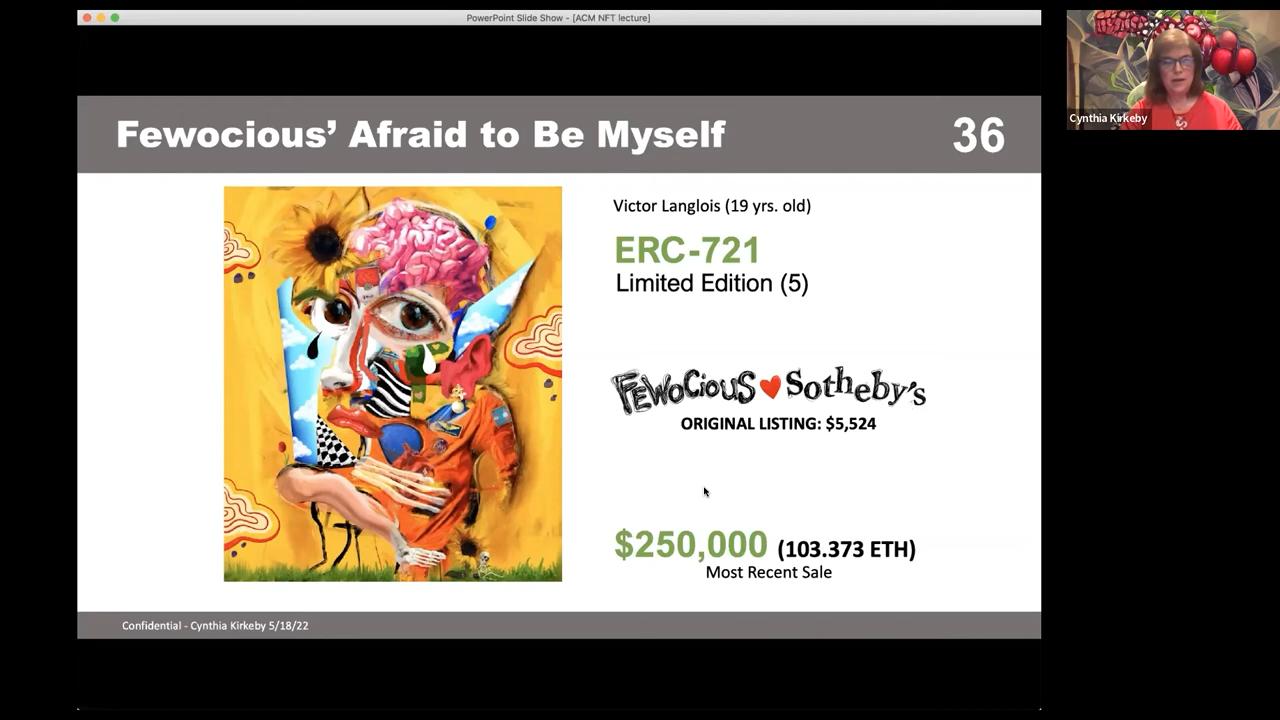 PowerPoint Slide Show - [ACM NFT lecture]
Cynthia Kirkeby
Fewocious' Afraid to Be Myself
36
Victor Langlois (19 yrs. old)
ERC-721
Limited Edition (5)
FEWOCiOUS Sotheby's
ORIGINAL LISTING: $5,524
$250,000 (103.373 ETH)
Most Recent Sale
Confidential - Cynthia Kirkeby 5/18/22